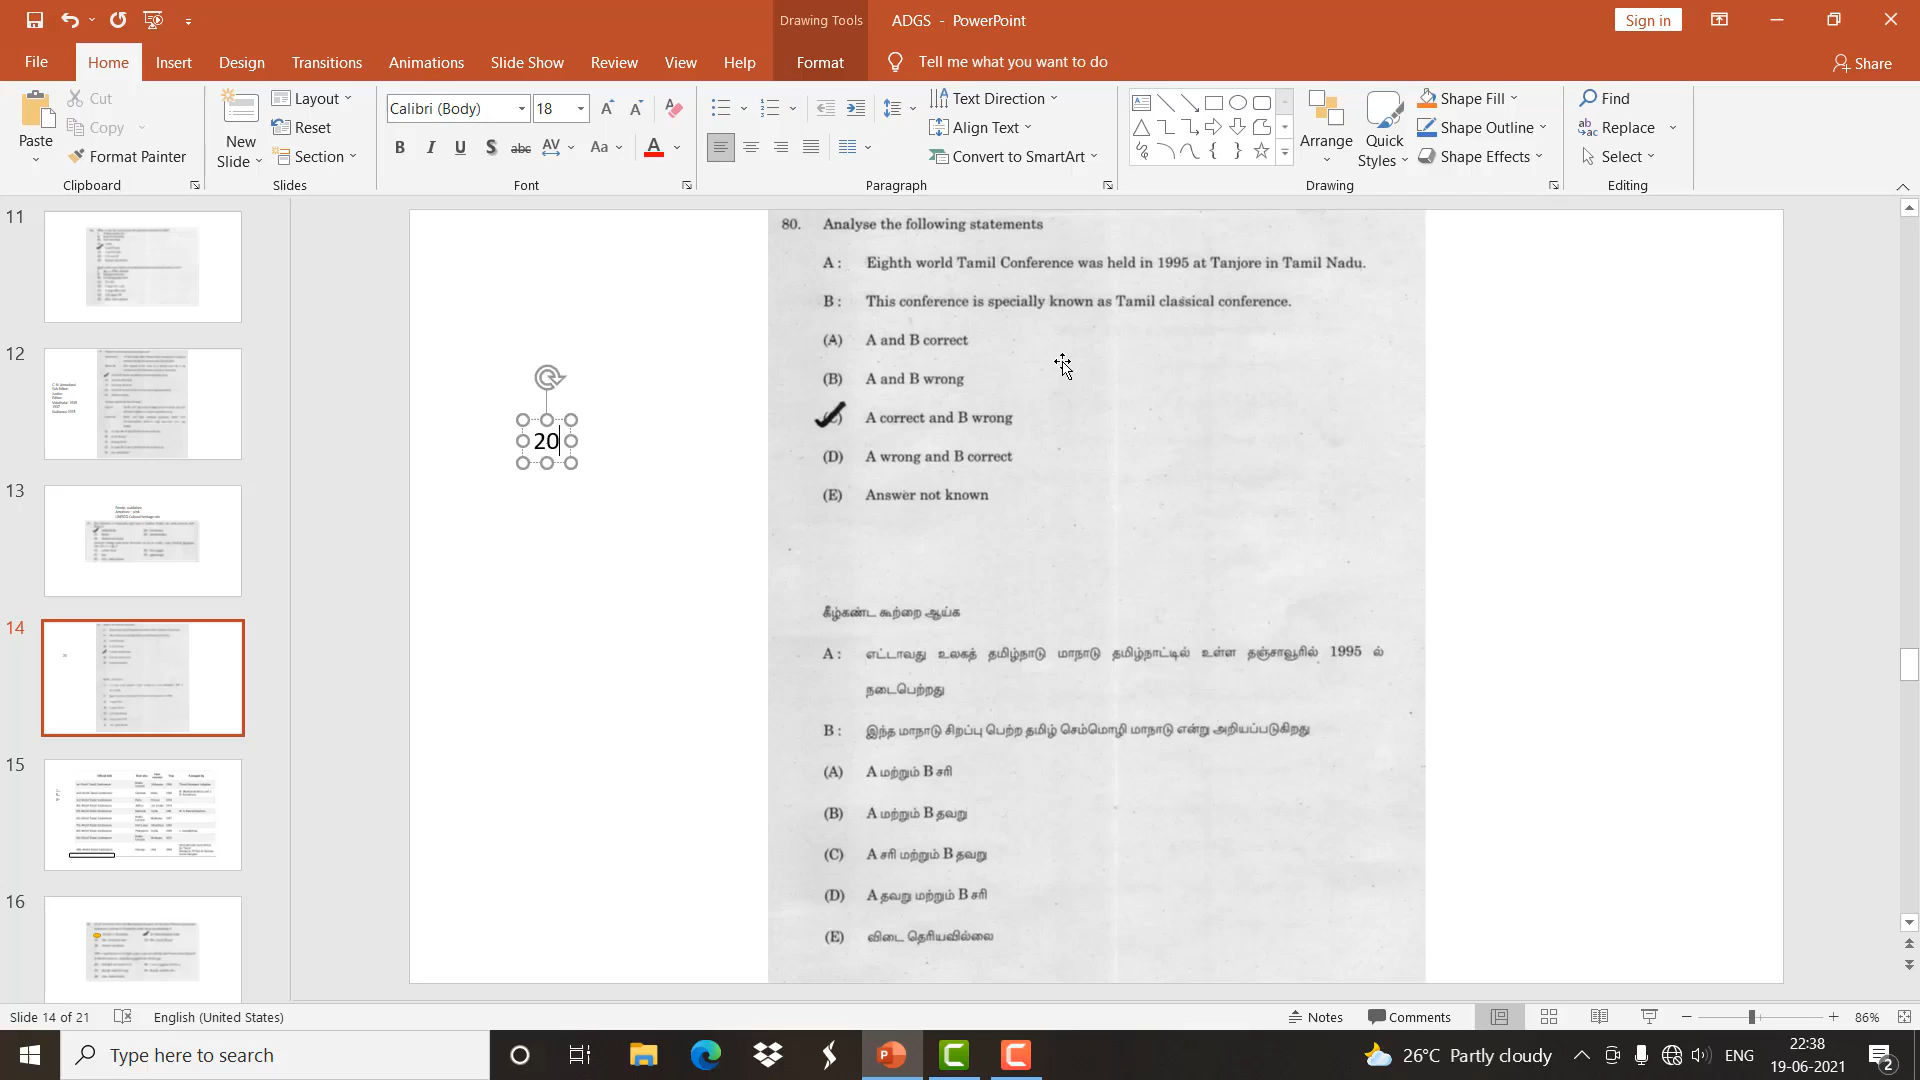 Drawing Tools
ADGS - PowerPoint
Sign in
File
Home
Insert
Design
Transitions
Animations
Slide Show
Review
View
Help
Format
Tell me what you want to do
Share
Paste
Cut
Copy
Format Painter
Clipboard
New Slide
Layout
Reset
Section
Slides
Calibri (Body)
18
Font
Text Direction
Align Text
Convert to SmartArt
Paragraph
Arrange
Quick Styles
Shape Fill
Shape Outline
Shape Effects
Drawing
Find
Replace
Select
Editing
11
12
13
14
15
16
20
80. Analyse the following statements
A : Eighth world Tamil Conference was held in 1995 at Tanjore in Tamil Nadu.
B : This conference is specially known as Tamil classical conference.
(A) A and B correct
(B) A and B wrong
(C) A correct and B wrong
(D) A wrong and B correct
(E) Answer not known
கீழ்கண்ட கூற்றை ஆய்க
A : எட்டாவது உலகத் தமிழ்நாடு மாநாடு தமிழ்நாட்டில் உள்ள தஞ்சாவூரில் 1995 ல்
நடைபெற்றது
B : இந்த மாநாடு சிறப்பு பெற்ற தமிழ் செம்மொழி மாநாடு என்று அறியப்படுகிறது
(A) A மற்றும் B சரி
(B) A மற்றும் B தவறு
(C) A சரி மற்றும் B தவறு
(D) A தவறு மற்றும் B சரி
(E) விடை தெரியவில்லை
Slide 14 of 21
English (United States)
Notes
Comments
86%
Type here to search
26°C Partly cloudy
ENG
22:38
19-06-2021
2